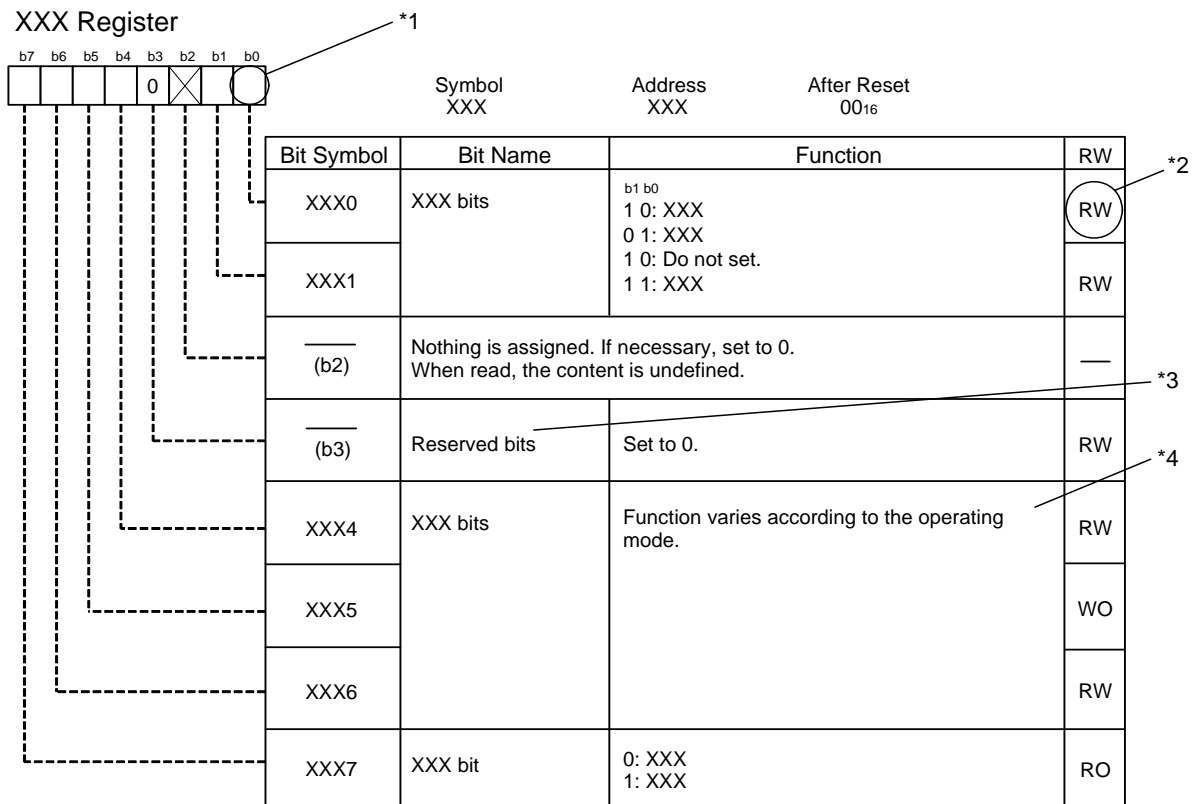 XXX Register
*1
b7 b6 b5 b4 b3 b2 b1 b0
0
Symbol Address After Reset
XXX XXX 0016
Bit Symbol Bit Name Function RW
*2
XXX0 XXX bits b1 b0
1 0: XXX
0 1: XXX
1 0: Do not set.
1 1: XXX
RW
XXX1 RW
(b2) Nothing is assigned. If necessary, set to 0.
When read, the content is undefined.
—
*3
(b3) Reserved bits Set to 0. RW
*4
XXX4 XXX bits Function varies according to the operating
mode.
RW
XXX5 WO
XXX6 RW
XXX7 XXX bit 0: XXX
1: XXX
RO